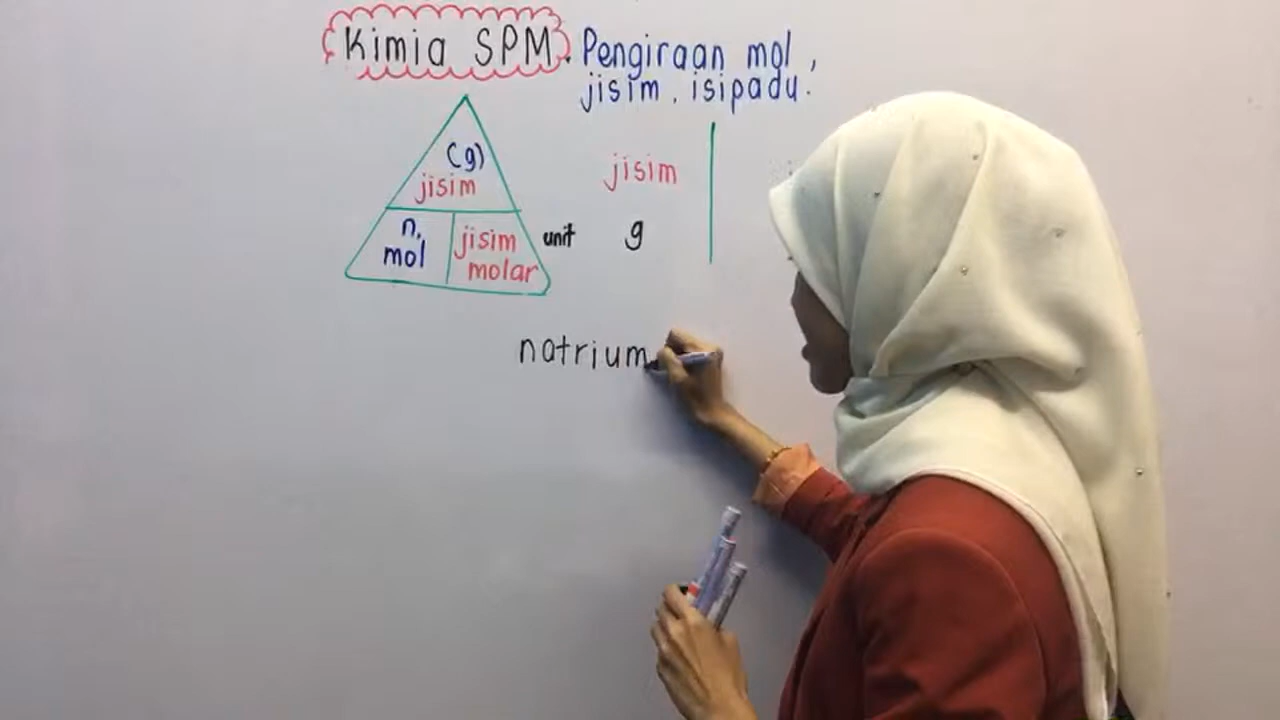 Kimia SPM. Pengiraan mol,
jisim, isipadu.
(g)
jisim
n,
mol
jisim
molar
unit
jisim
g
natrium